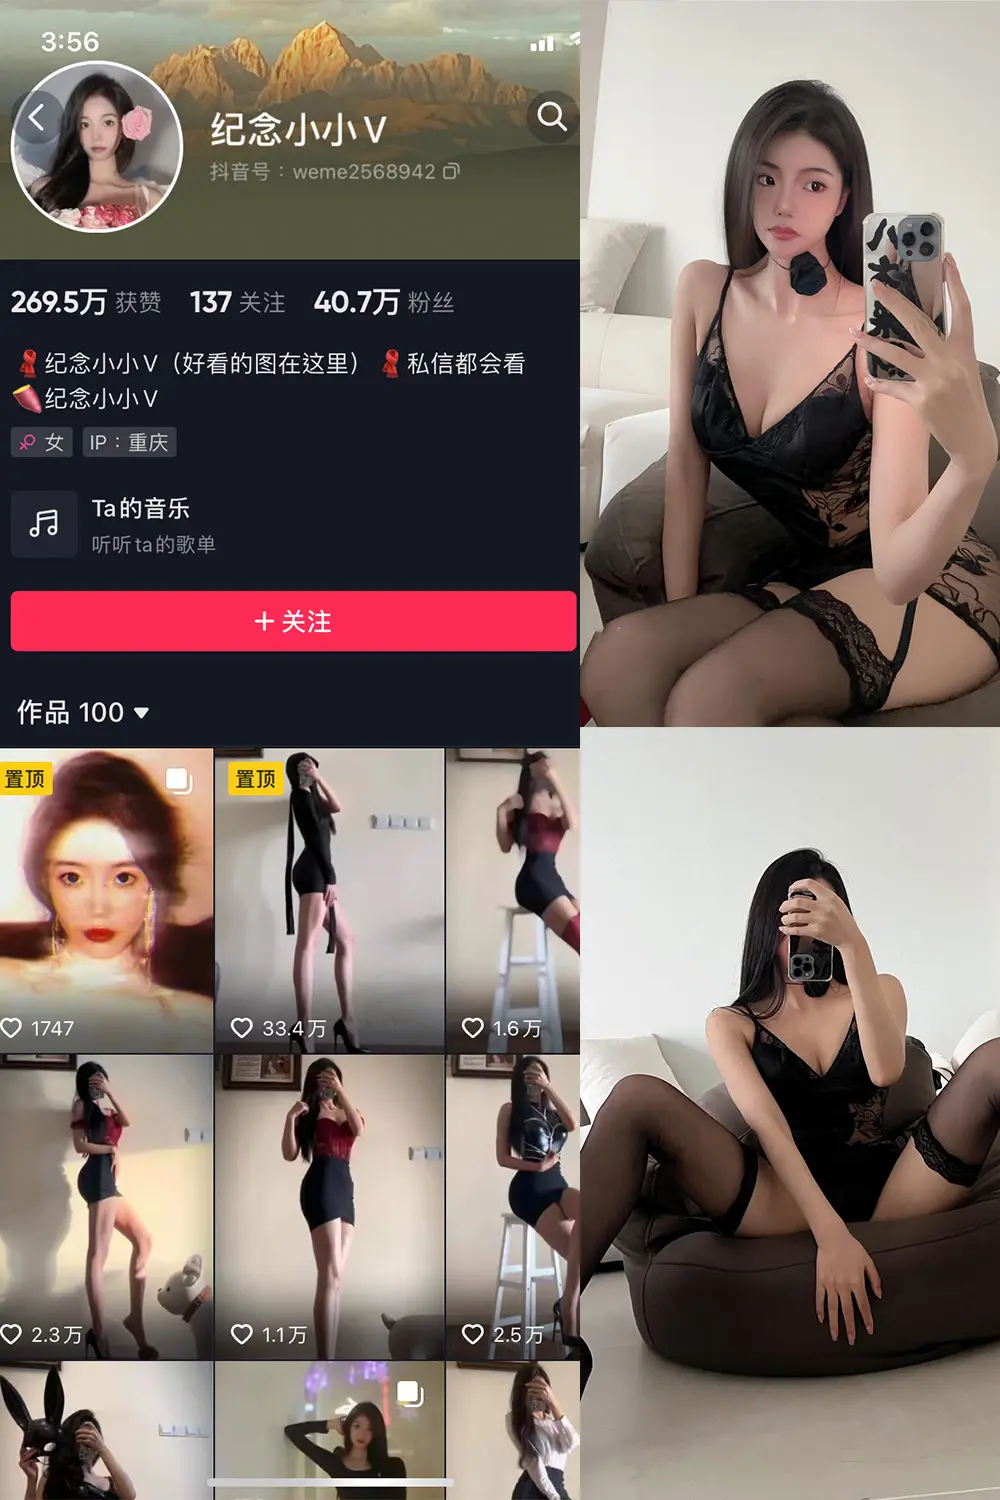 3:56
纪念小小V
抖音号：weme2568942
269.5万 获赞 137 关注 40.7万 粉丝
纪念小小V（好看的图在这里） 私信都会看
纪念小小V
女 IP：重庆
Ta的音乐
听听ta的歌单
+ 关注
作品 100
置顶
置顶
1747
33.4万
1.6万
2.3万
1.1万
2.5万